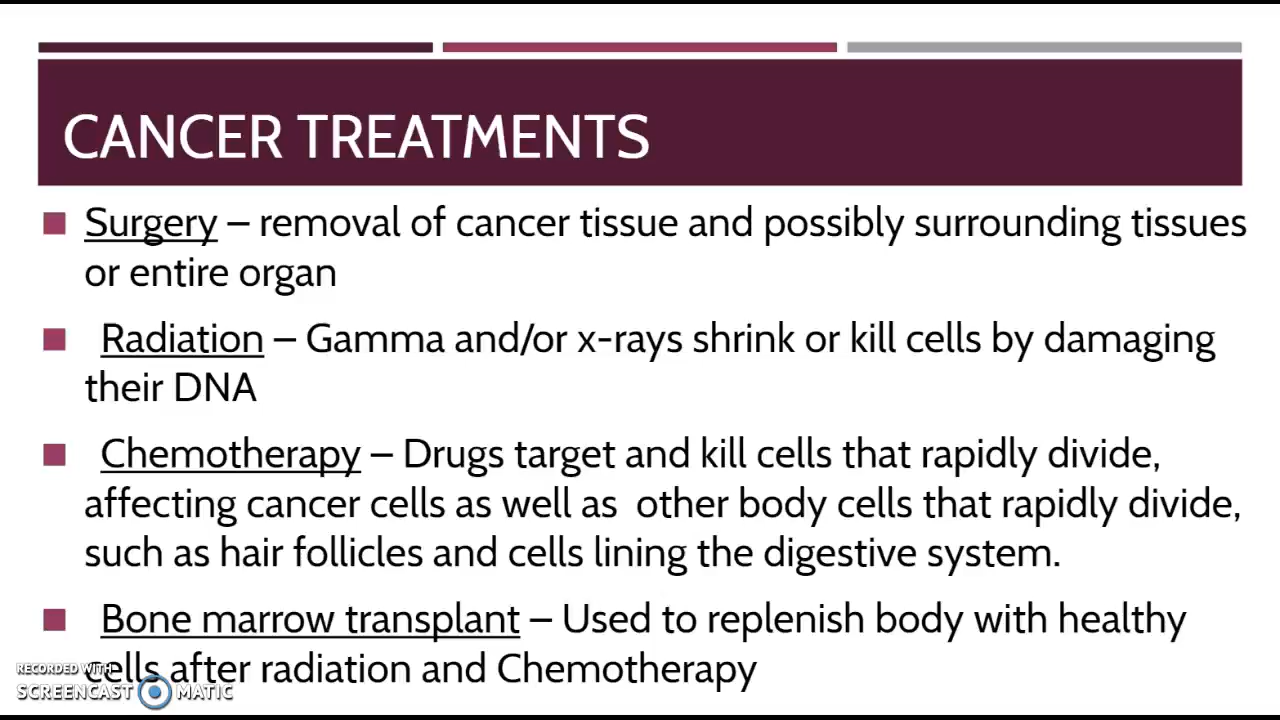 CANCER TREATMENTS
Surgery – removal of cancer tissue and possibly surrounding tissues
or entire organ
Radiation – Gamma and/or x-rays shrink or kill cells by damaging
their DNA
Chemotherapy – Drugs target and kill cells that rapidly divide,
affecting cancer cells as well as  other body cells that rapidly divide,
such as hair follicles and cells lining the digestive system.
Bone marrow transplant – Used to replenish body with healthy
cells after radiation and Chemotherapy
RECORDED WITH
SCREENCAST MATIC